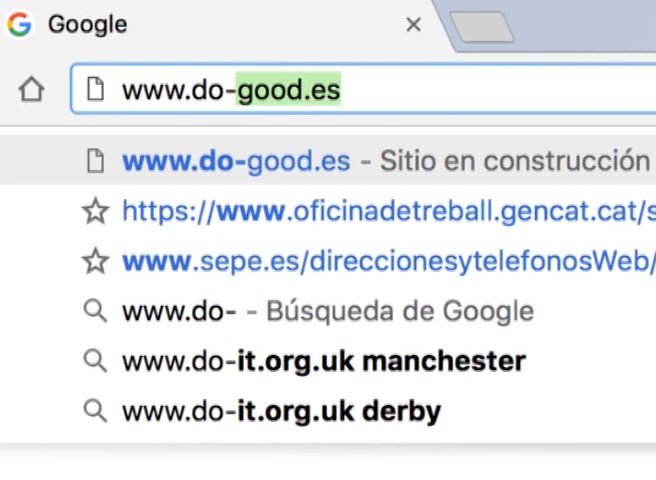 Google
www.do-good.es
www.do-good.es - Sitio en construcción
https://www.oficinadetreball.gencat.cat/s
www.sepe.es/direccionesytelefonosWeb/
www.do- - Búsqueda de Google
www.do-it.org.uk manchester
www.do-it.org.uk derby